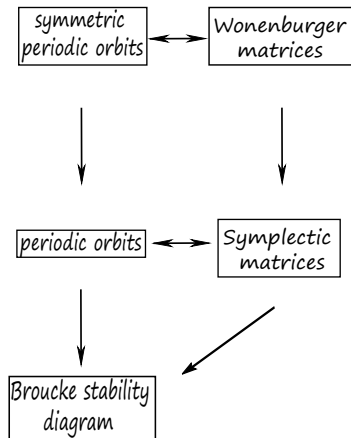 symmetric
periodic orbits
Wonenburger
matrices
periodic orbits
Symplectic
matrices
Broucke stability
diagram